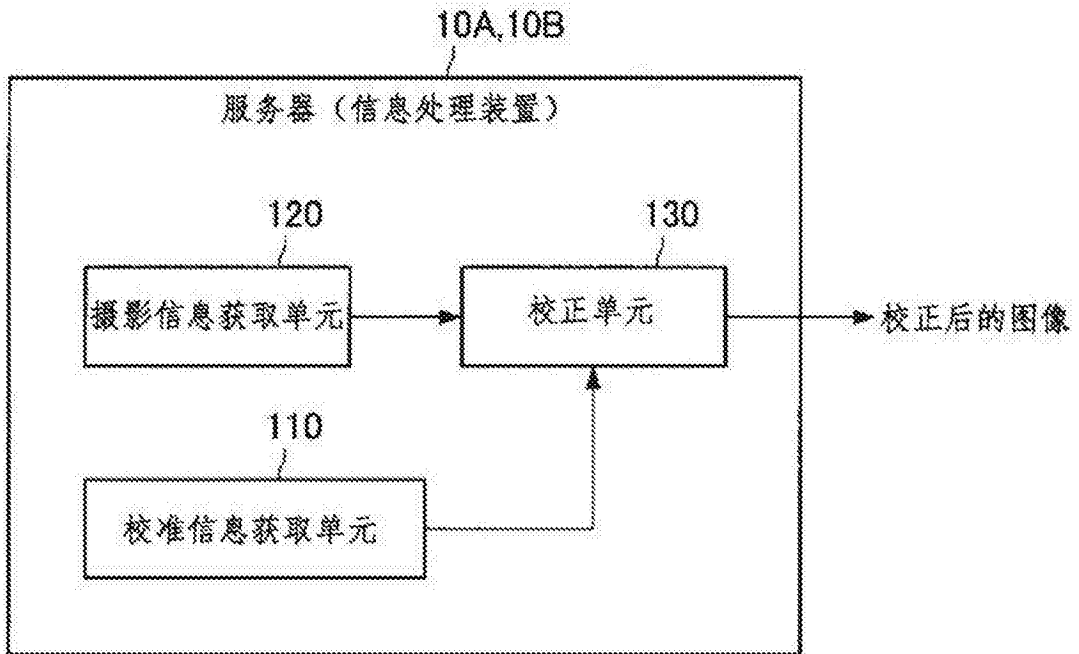 10A,10B
服务器（信息处理装置）
120
130
摄影信息获取单元
校正单元
校正后的图像
110
校准信息获取单元